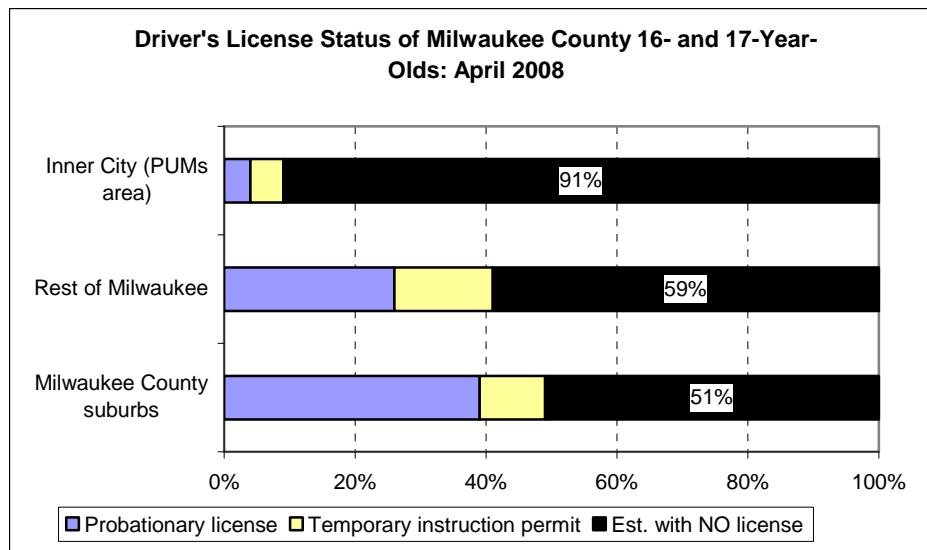 Driver's License Status of Milwaukee County 16- and 17-Year-
Olds: April 2008
Inner City (PUMs
area)
91%
Rest of Milwaukee
59%
Milwaukee County
suburbs
51%
0% 20% 40% 60% 80% 100%
Probationary license Temporary instruction permit Est. with NO license